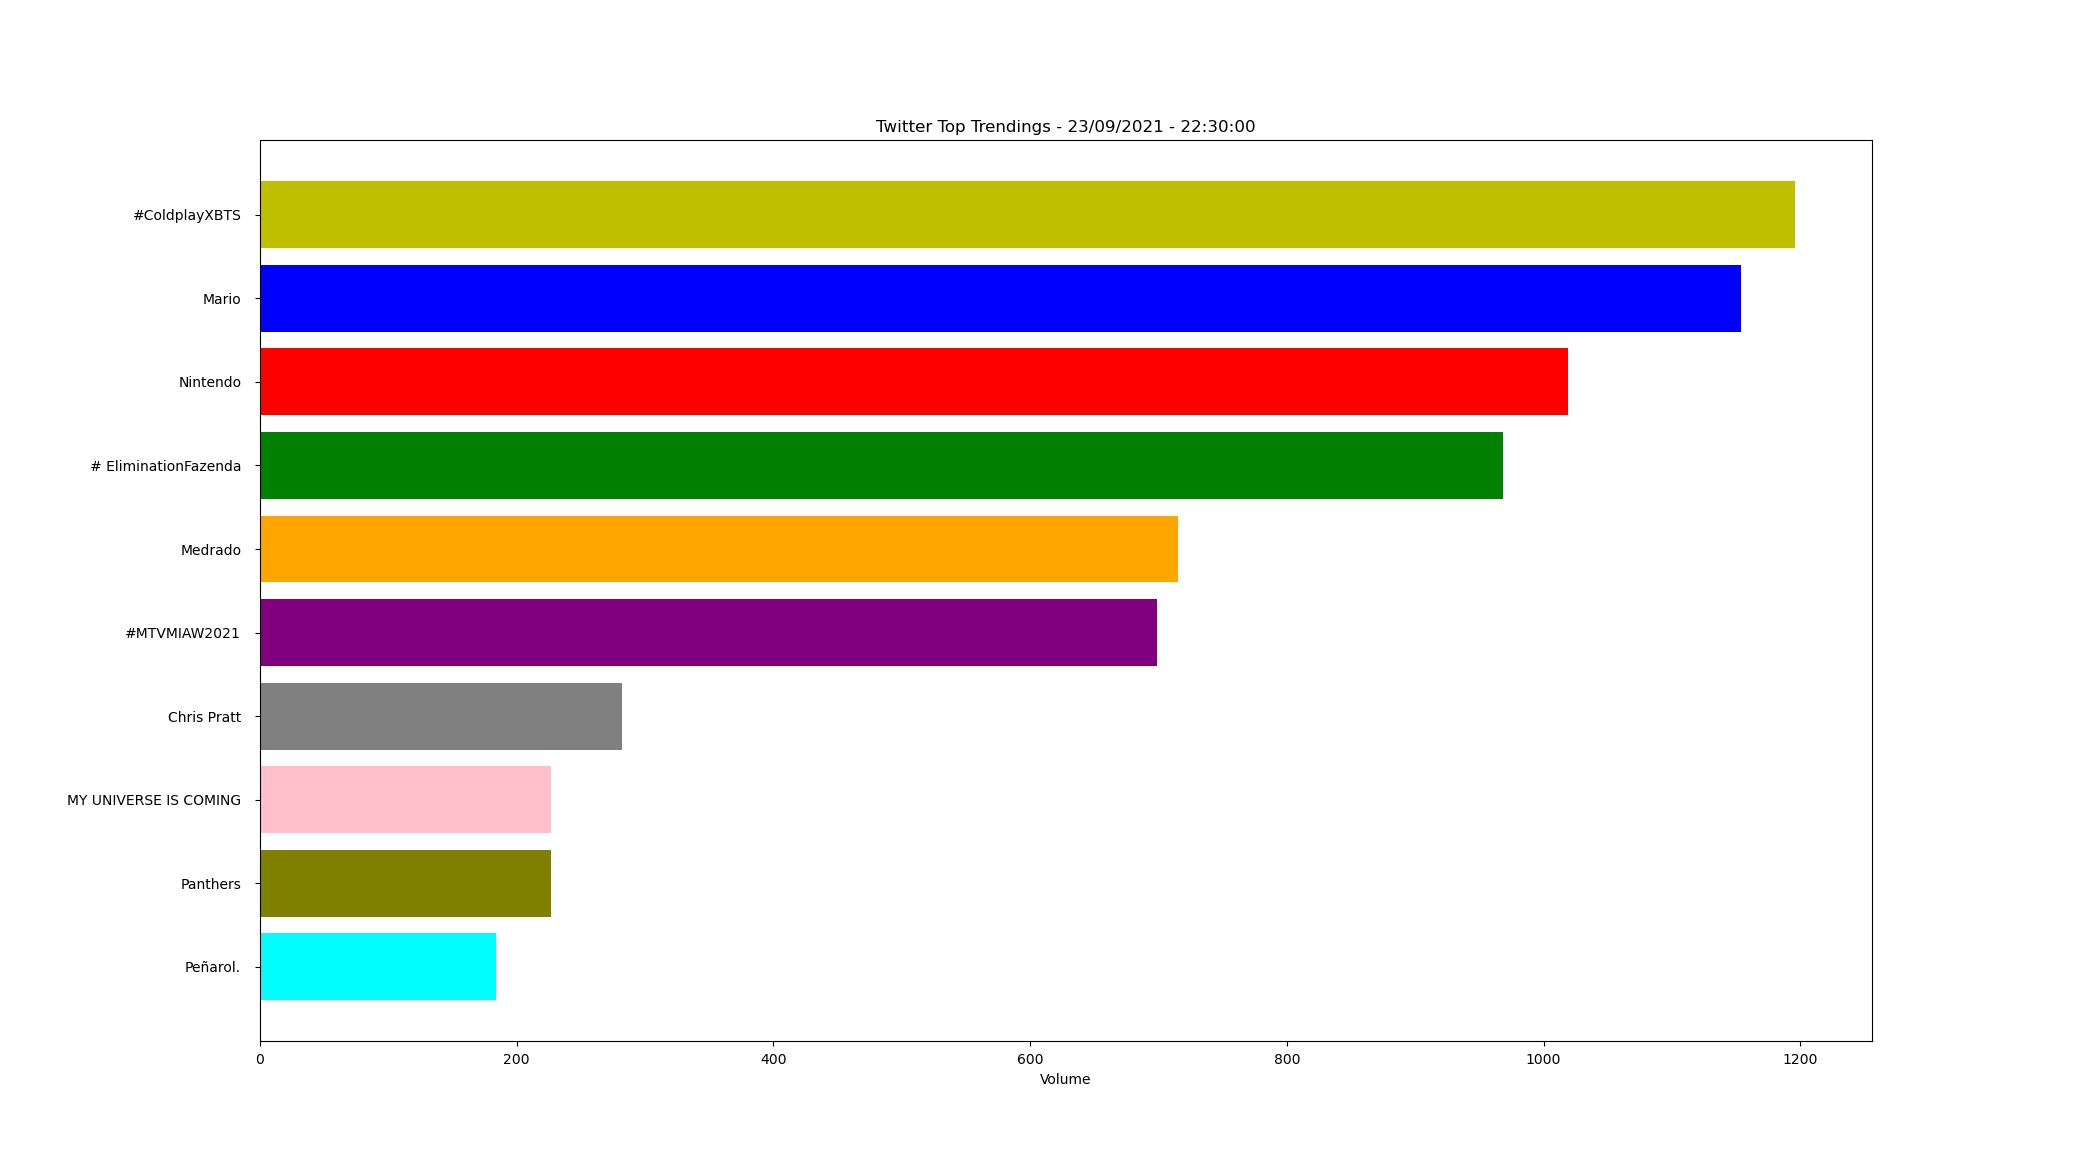 Twitter Top Trendings - 23/09/2021 - 22:30:00
#ColdplayXBTS
Mario
Nintendo
# EliminationFazenda
Medrado
#MTVMIAW2021
Chris Pratt
MY UNIVERSE IS COMING
Panthers
Peñarol.
0 200 400 600 800 1000 1200
Volume